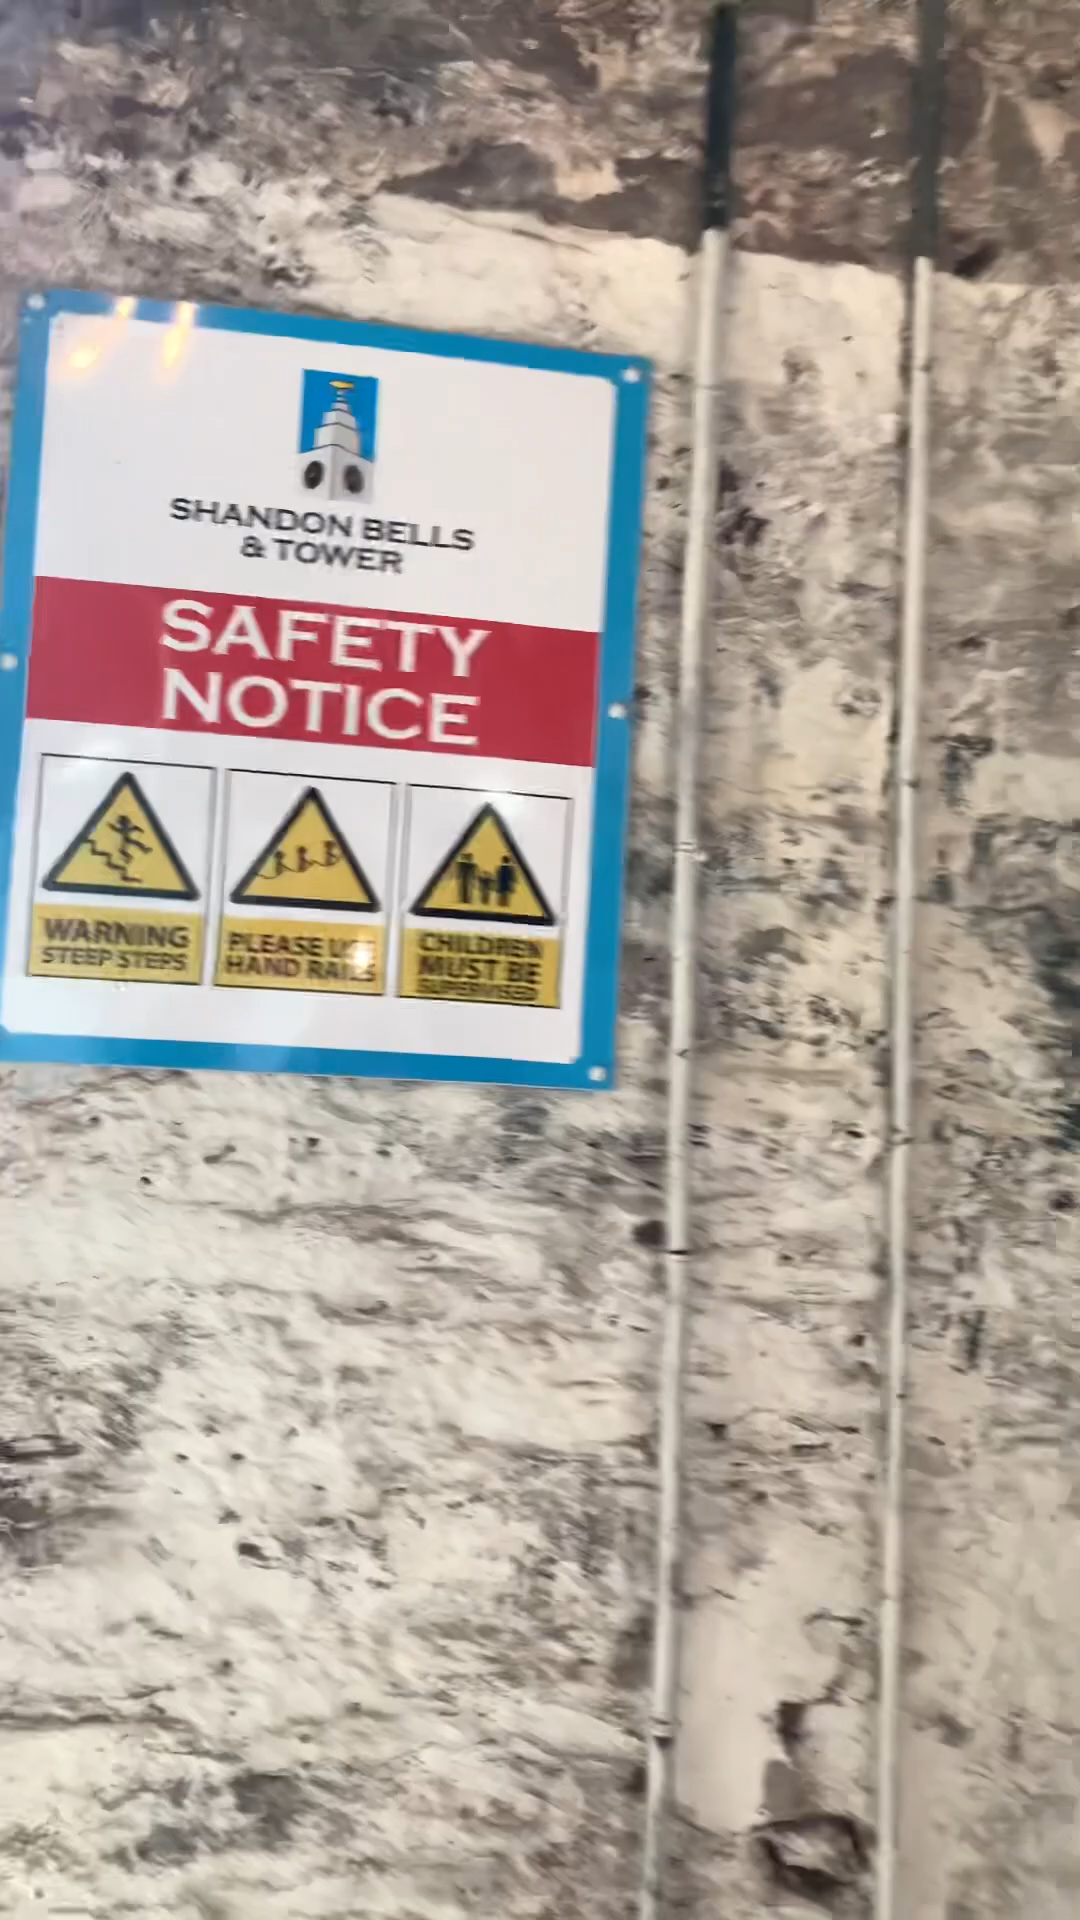 SHANDON BELLS
& TOWER
SAFETY
NOTICE
WARNING
STEEP STEPS
PLEASE USE
HAND RAILS
CHILDREN
MUST BE
SUPERVISED